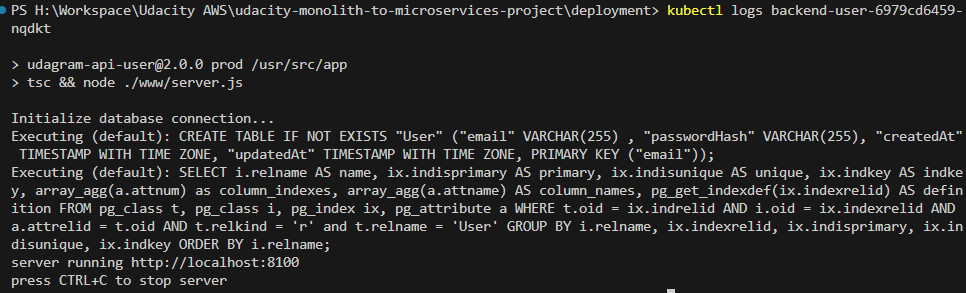 PS H:\Workspace\Udacity AWS\udacity-monolith-to-microservices-project\deployment> kubectl logs backend-user-6979cd6459-
nqdkt
> udagram-api-user@2.0.0 prod /usr/src/app
> tsc && node ./www/server.js
Initialize database connection...
Executing (default): CREATE TABLE IF NOT EXISTS "User" ("email" VARCHAR(255) , "passwordHash" VARCHAR(255), "createdAt"
 TIMESTAMP WITH TIME ZONE, "updatedAt" TIMESTAMP WITH TIME ZONE, PRIMARY KEY ("email"));
Executing (default): SELECT i.relname AS name, ix.indisprimary AS primary, ix.indisunique AS unique, ix.indkey AS indke
y, array_agg(a.attnum) as column_indexes, array_agg(a.attname) AS column_names, pg_get_indexdef(ix.indexrelid) AS defin
ition FROM pg_class t, pg_class i, pg_index ix, pg_attribute a WHERE t.oid = ix.indrelid AND i.oid = ix.indexrelid AND
a.attrelid = t.oid AND t.relkind = 'r' and t.relname = 'User' GROUP BY i.relname, ix.indexrelid, ix.indisprimary, ix.in
disunique, ix.indkey ORDER BY i.relname;
server running http://localhost:8100
press CTRL+C to stop server